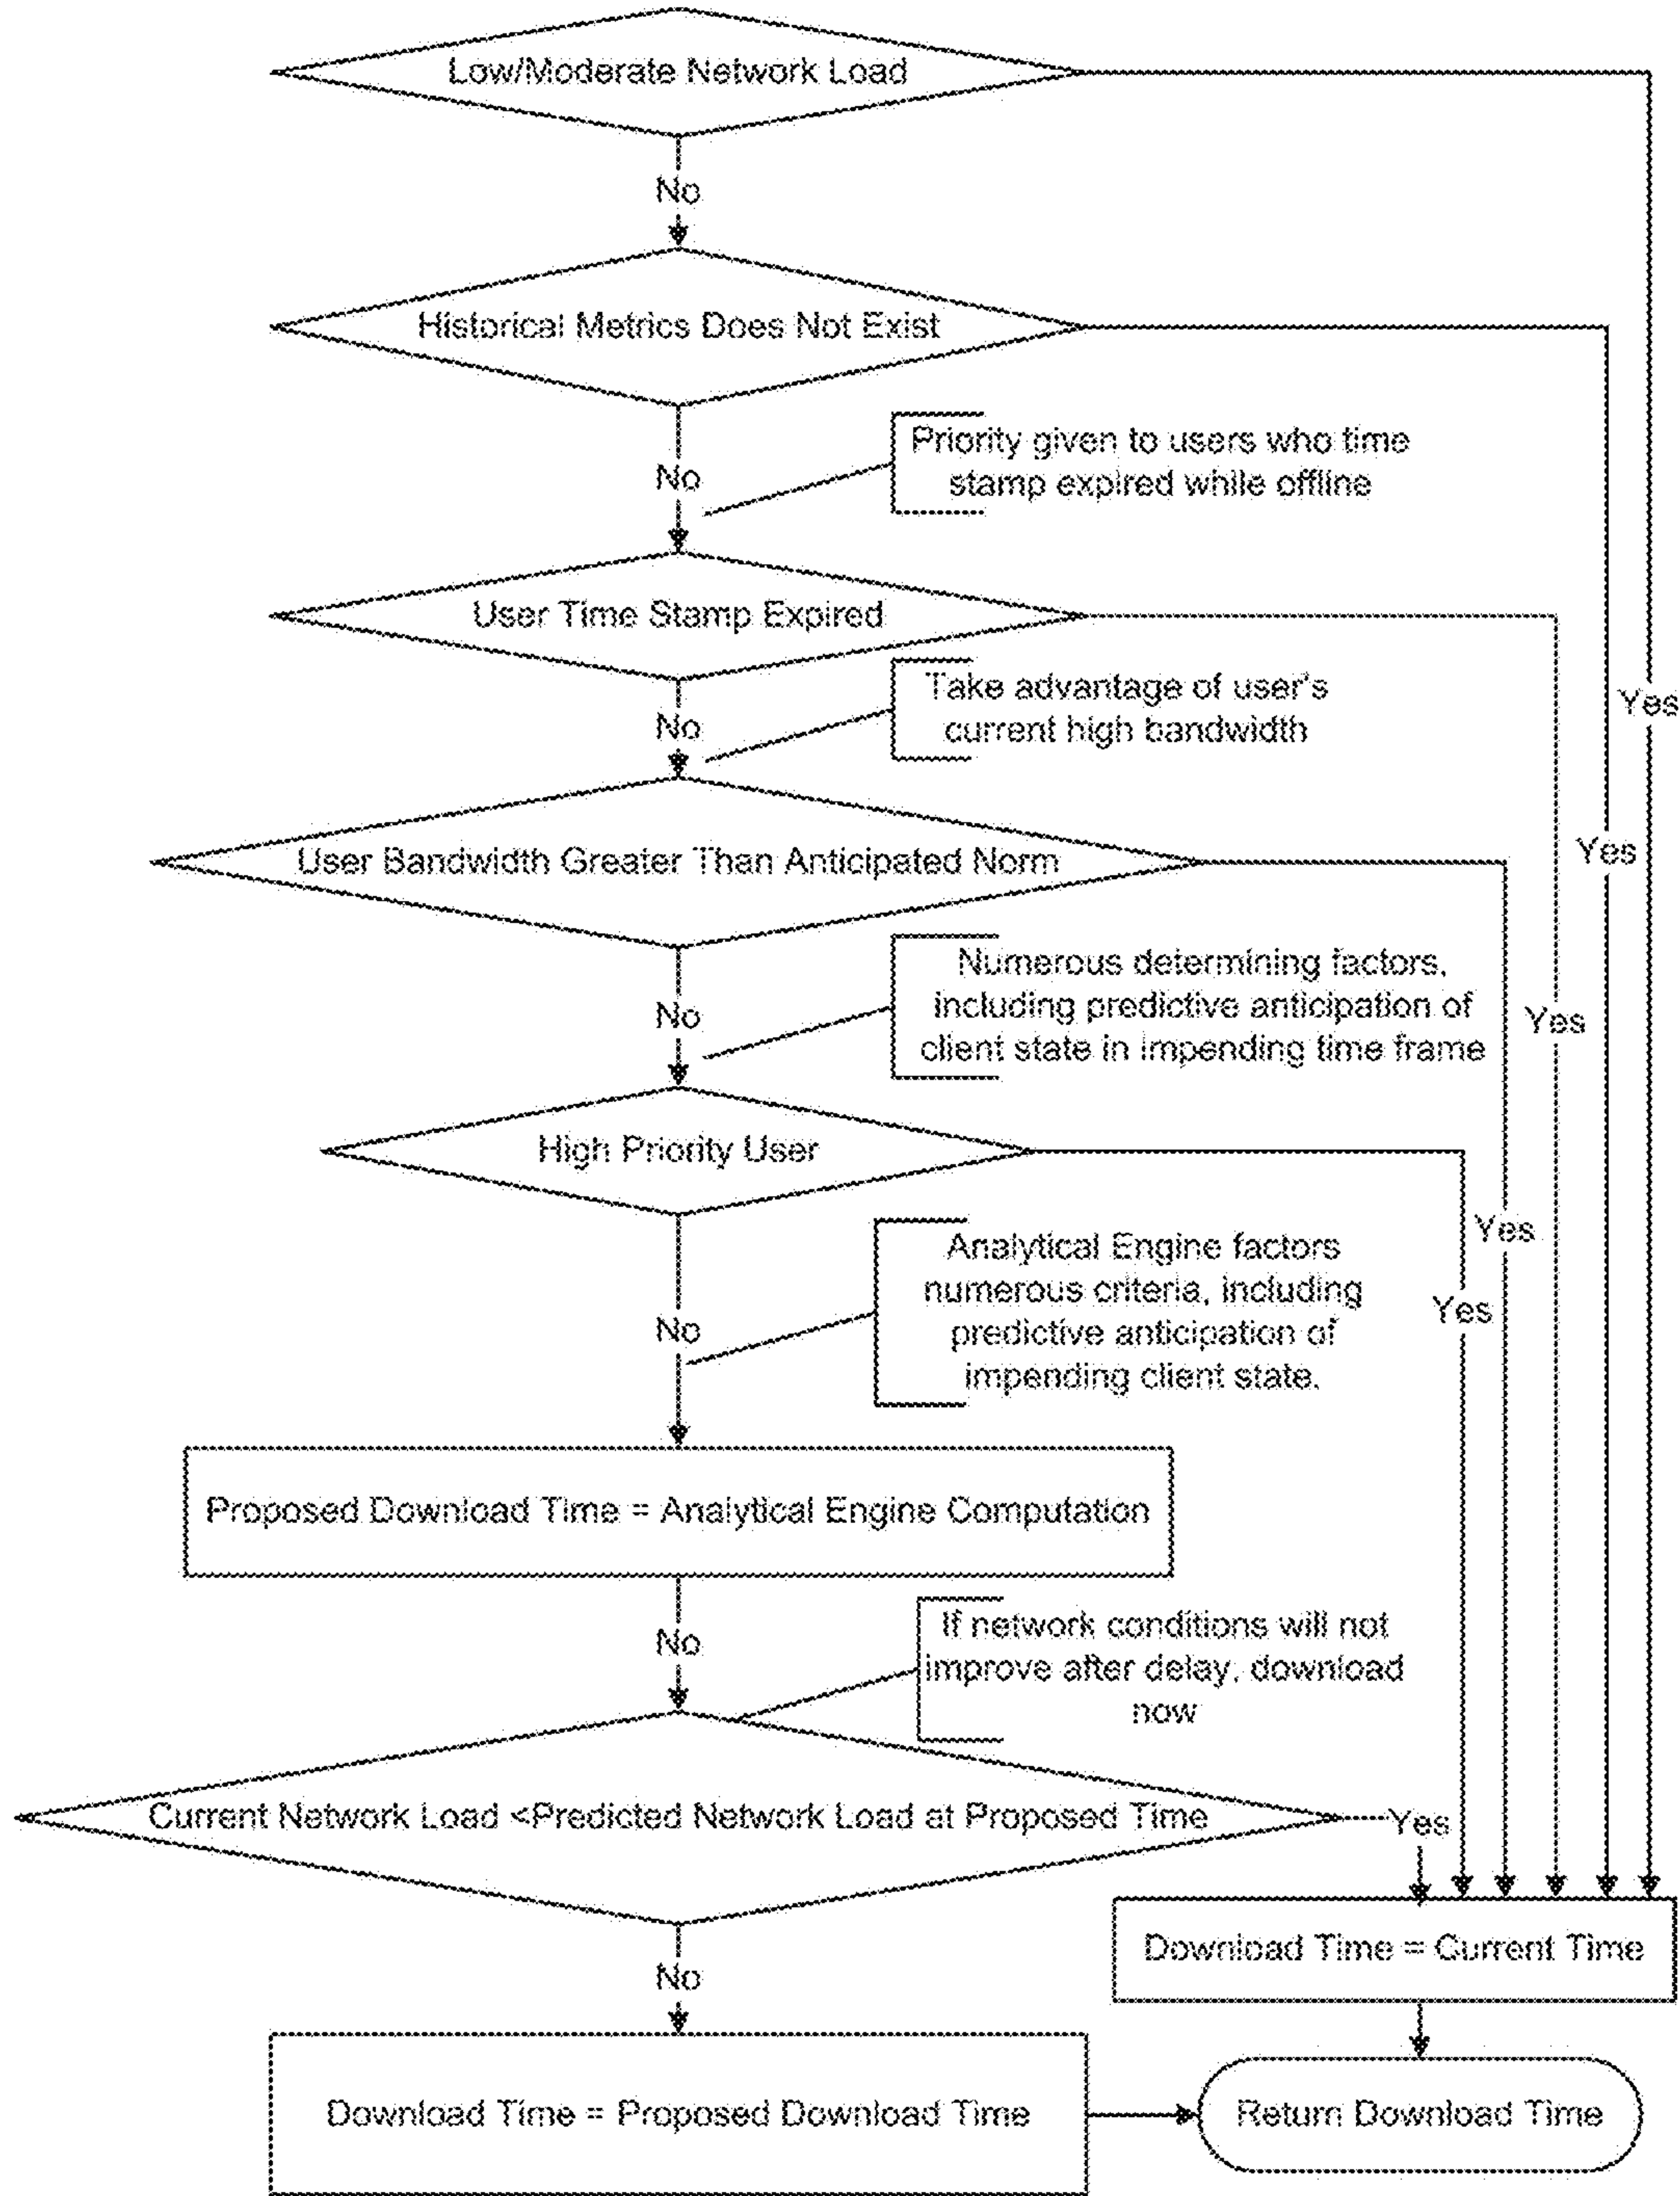 Low/Moderate Network Load
No
Historical Metrics Does Not Exist
No
Priority given to users who time
stamp expired while offline
User Time Stamp Expired
No
Take advantage of user's
current high bandwidth
Yes
User Bandwidth Greater Than Anticipated Norm
Yes
No
Numerous determining factors,
including predictive anticipation of
client state in impending time frame
Yes
High Priority User
No
Analytical Engine factors
numerous criteria, including
predictive anticipation of
impending client state.
Yes
Yes
Proposed Download Time = Analytical Engine Computation
No
If network conditions will not
improve after delay, download
now
Current Network Load <Predicted Network Load at Proposed Time
Yes
No
Download Time = Current Time
Download Time = Proposed Download Time
Return Download Time